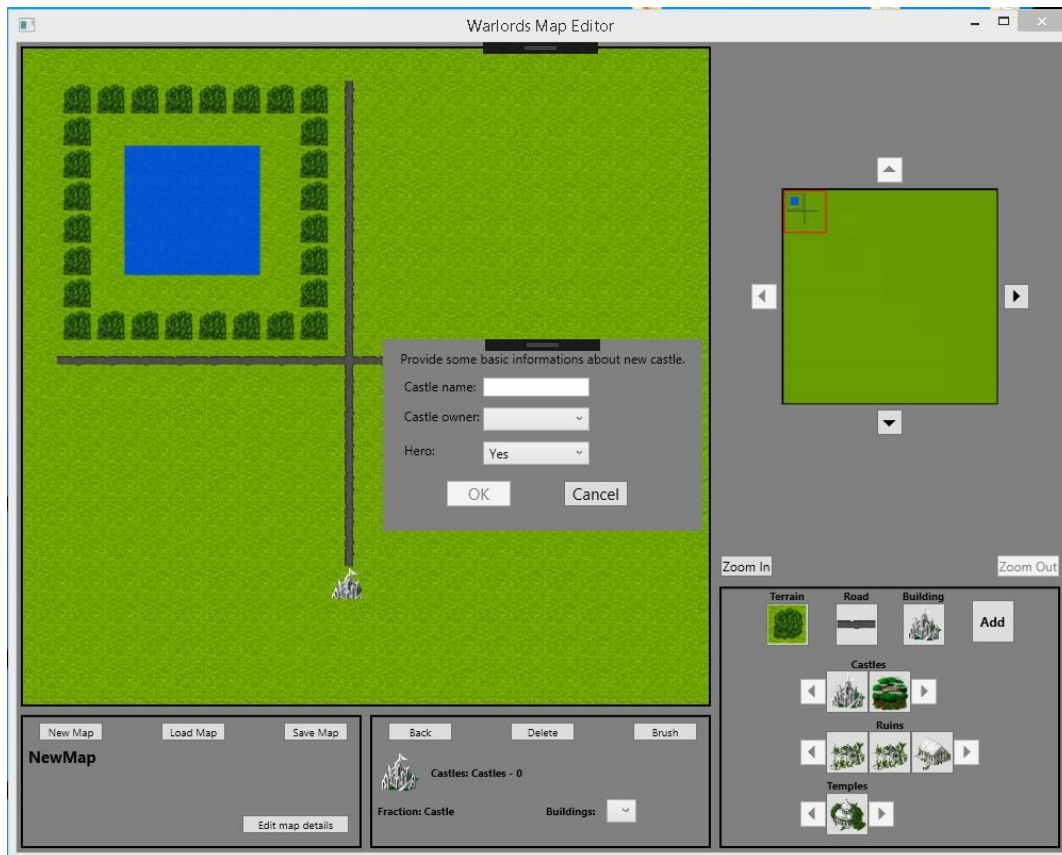 Warlords Map Editor
Provide some basic informations about new castle.
Castle name:
Castle owner:
Hero: Yes
OK Cancel
Zoom In Zoom Out
Terrain Road Building
Add
Castles
Ruins
Temples
New Map Load Map Save Map
NewMap
Edit map details
Back Delete Brush
Castles: Castles - 0
Fraction: Castle Buildings: